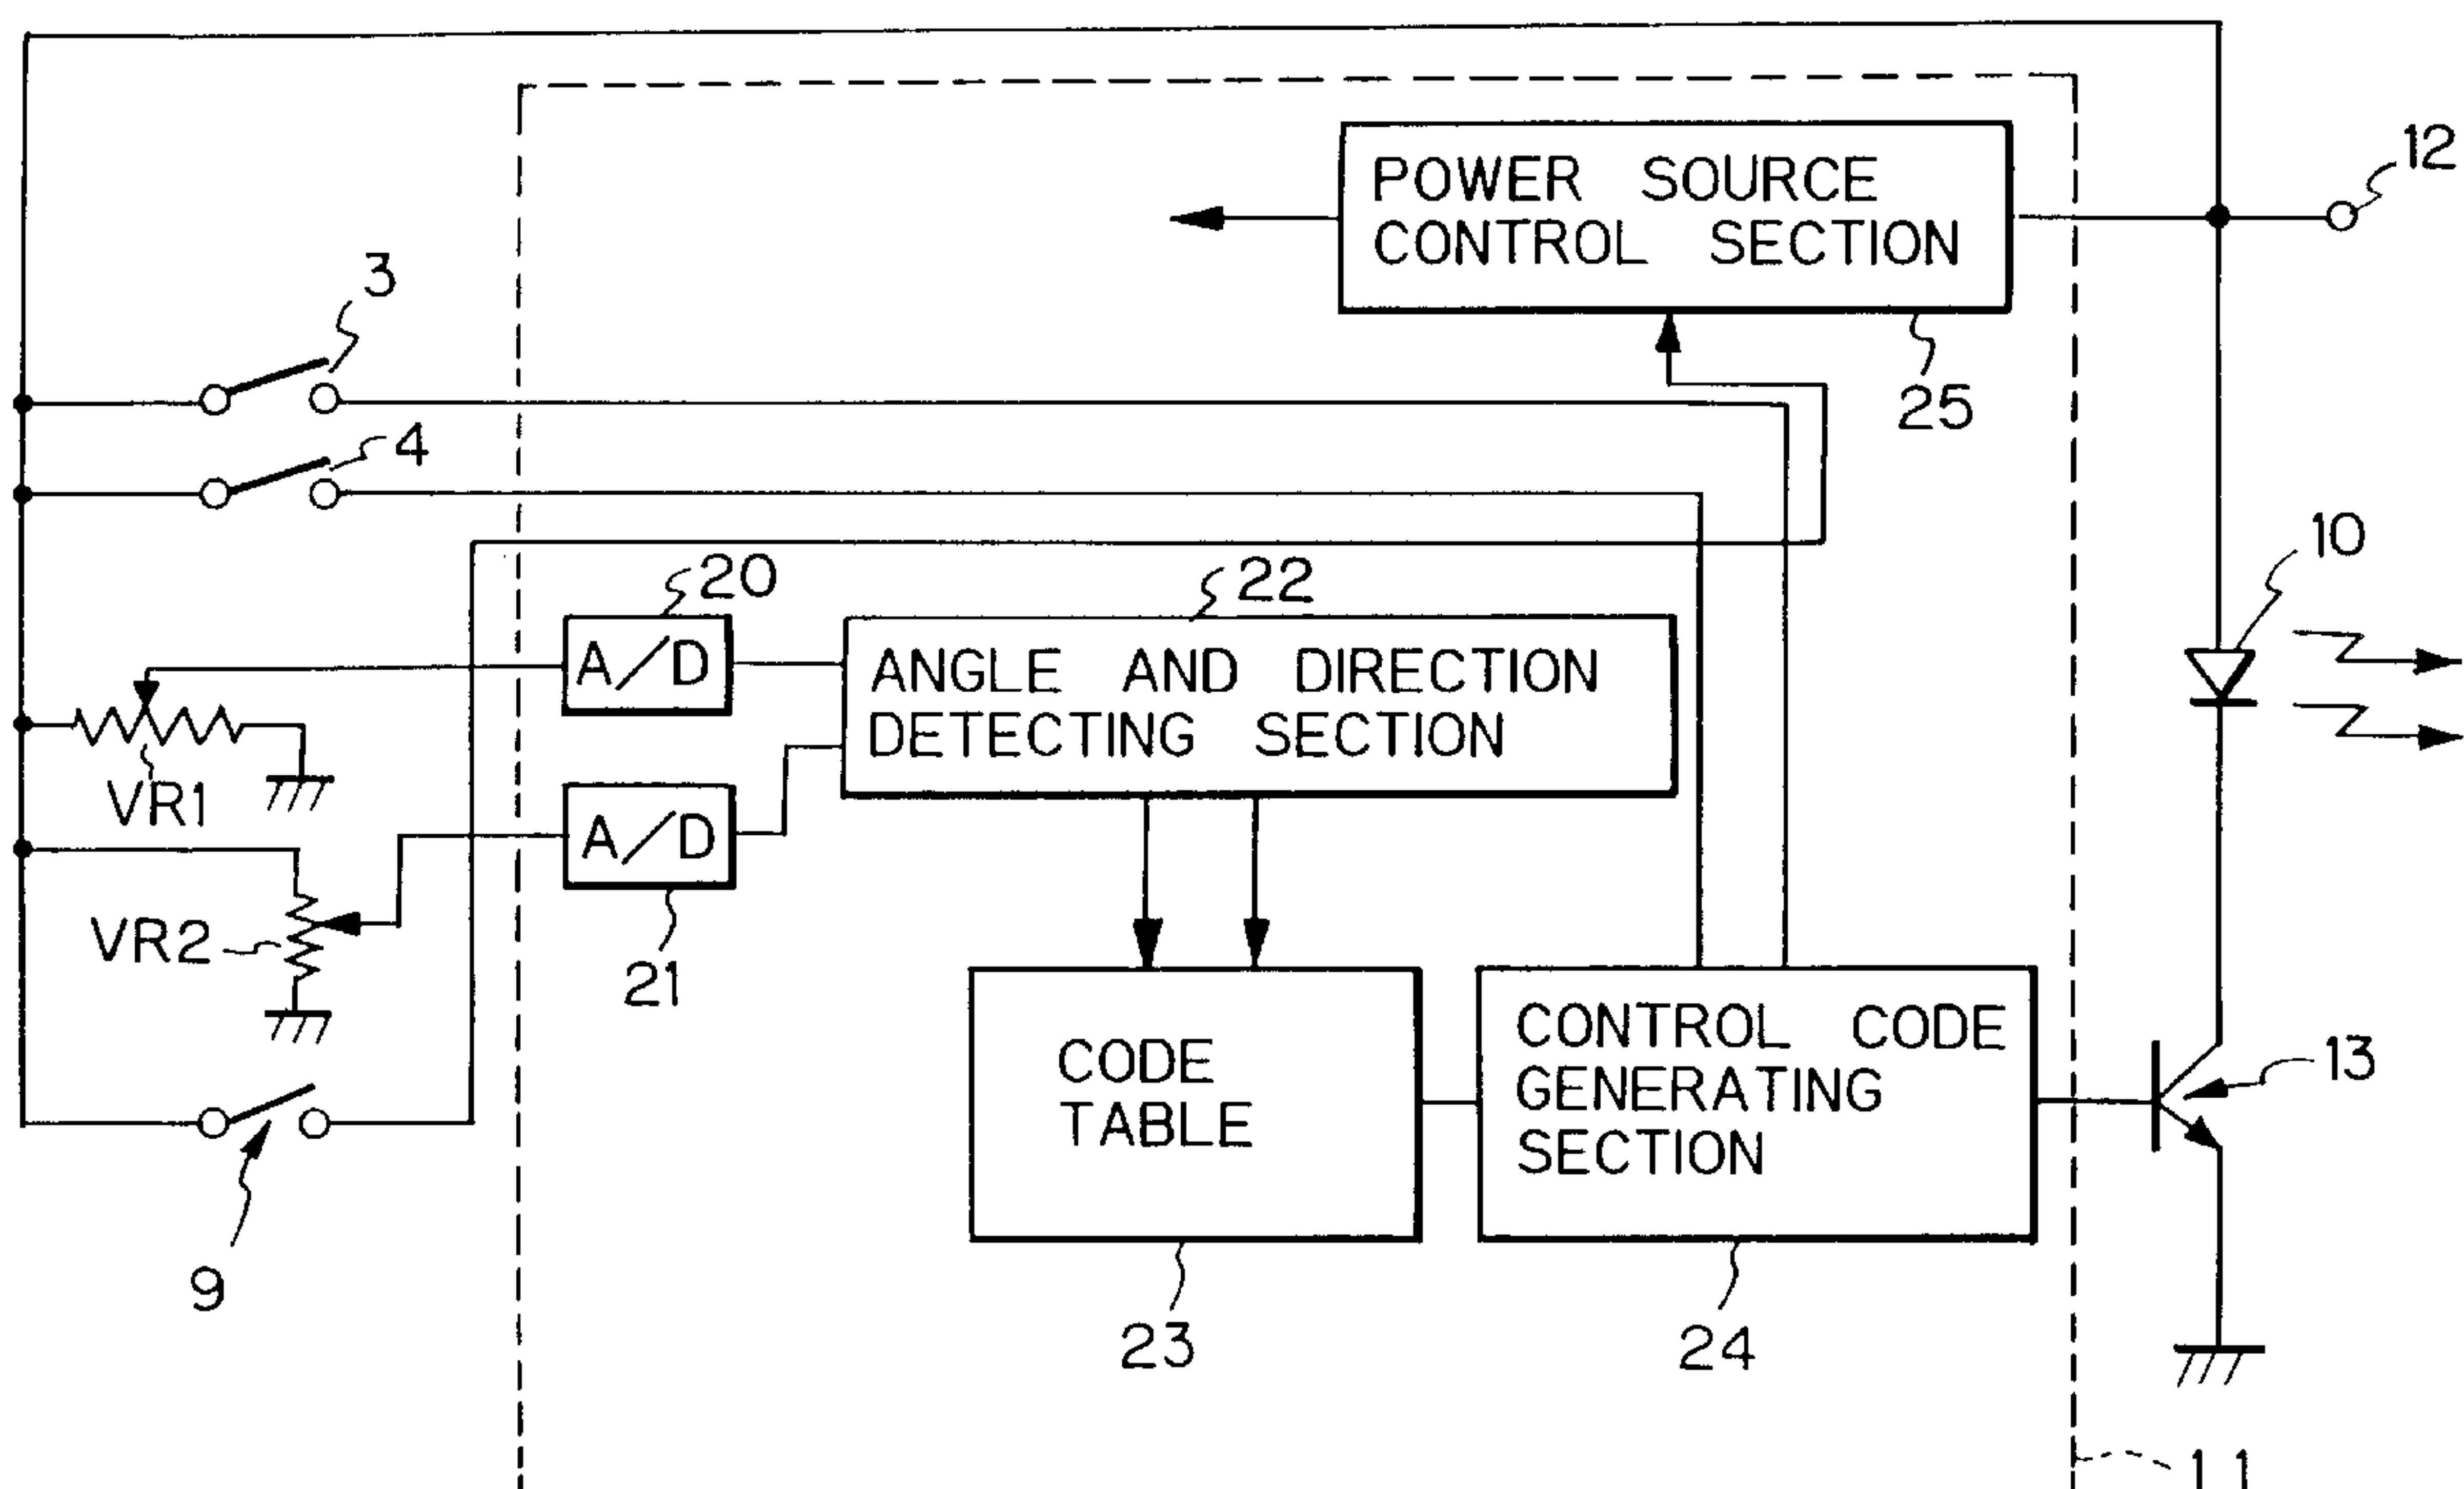 12
POWER SOURCE
CONTROL SECTION
3
25
4
10
20
22
A/D
ANGLE AND DIRECTION
DETECTING SECTION
VR1
A/D
VR2
21
CODE
TABLE
CONTROL CODE
GENERATING
SECTION
13
9
23
24
11